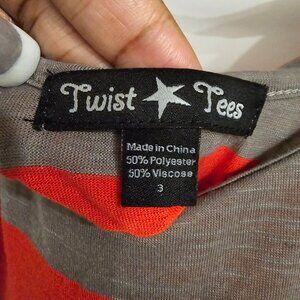 Twist Tees
Made in China
50% Polyester
50% Viscose
3